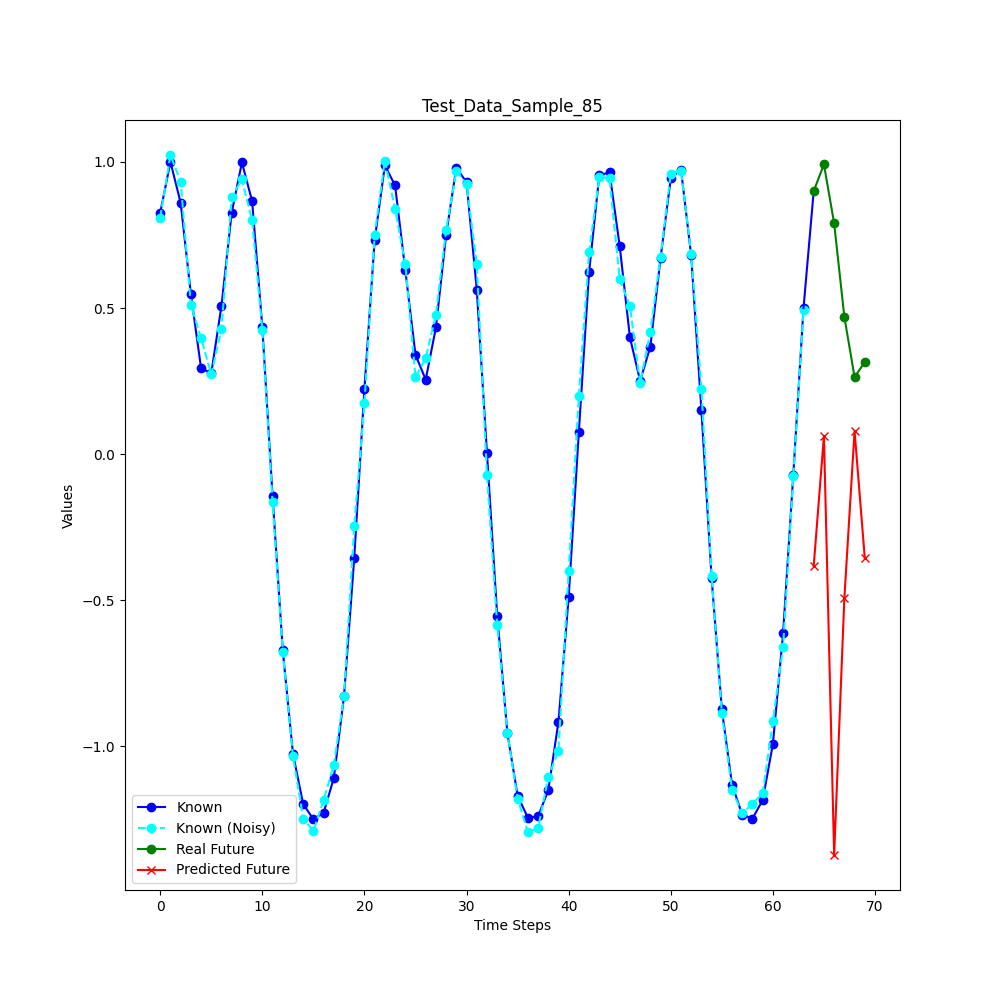 Test_Data_Sample_85
Values
1.0
0.5
0.0
−0.5
−1.0
Known
Known (Noisy)
Real Future
Predicted Future
0 10 20 30 40 50 60 70
Time Steps